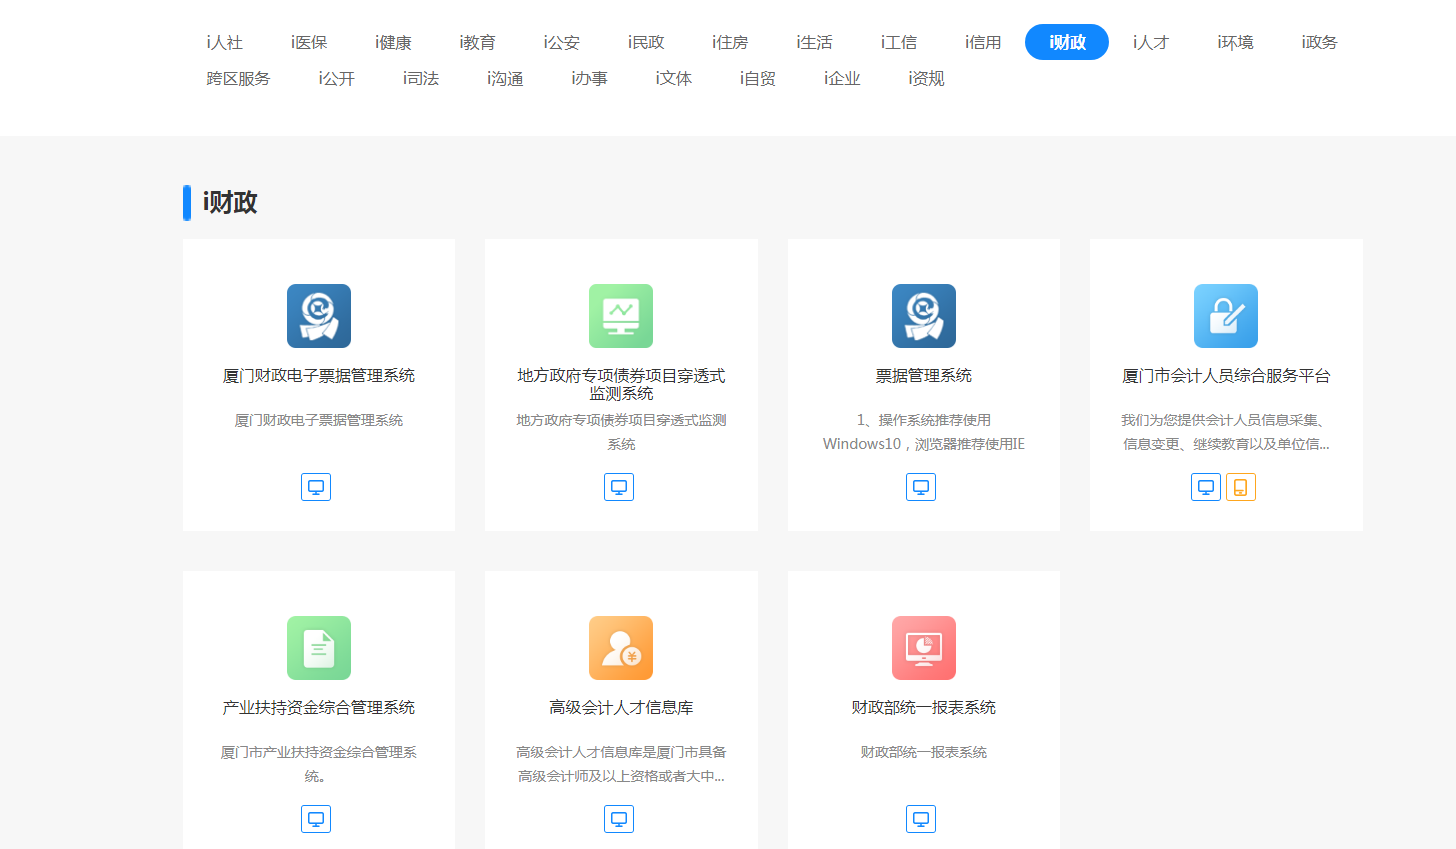 i人社 i医保 i健康 i教育 i公安 i民政 i住房 i生活 i工信 i信用 i财政 i人才 i环境 i政务
跨区服务 i公开 i司法 i沟通 i办事 i文体 i自贸 i企业 i资规
i财政
厦门财政电子票据管理系统
厦门财政电子票据管理系统
地方政府专项债券项目穿透式
监测系统
地方政府专项债券项目穿透式监测
系统
票据管理系统
1、操作系统推荐使用
Windows10，浏览器推荐使用IE
厦门市会计人员综合服务平台
我们为您提供会计人员信息采集、
信息变更、继续教育以及单位信...
产业扶持资金综合管理系统
厦门市产业扶持资金综合管理系
统。
高级会计人才信息库
高级会计人才信息库是厦门市具备
高级会计师及以上资格或者大中...
财政部统一报表系统
财政部统一报表系统